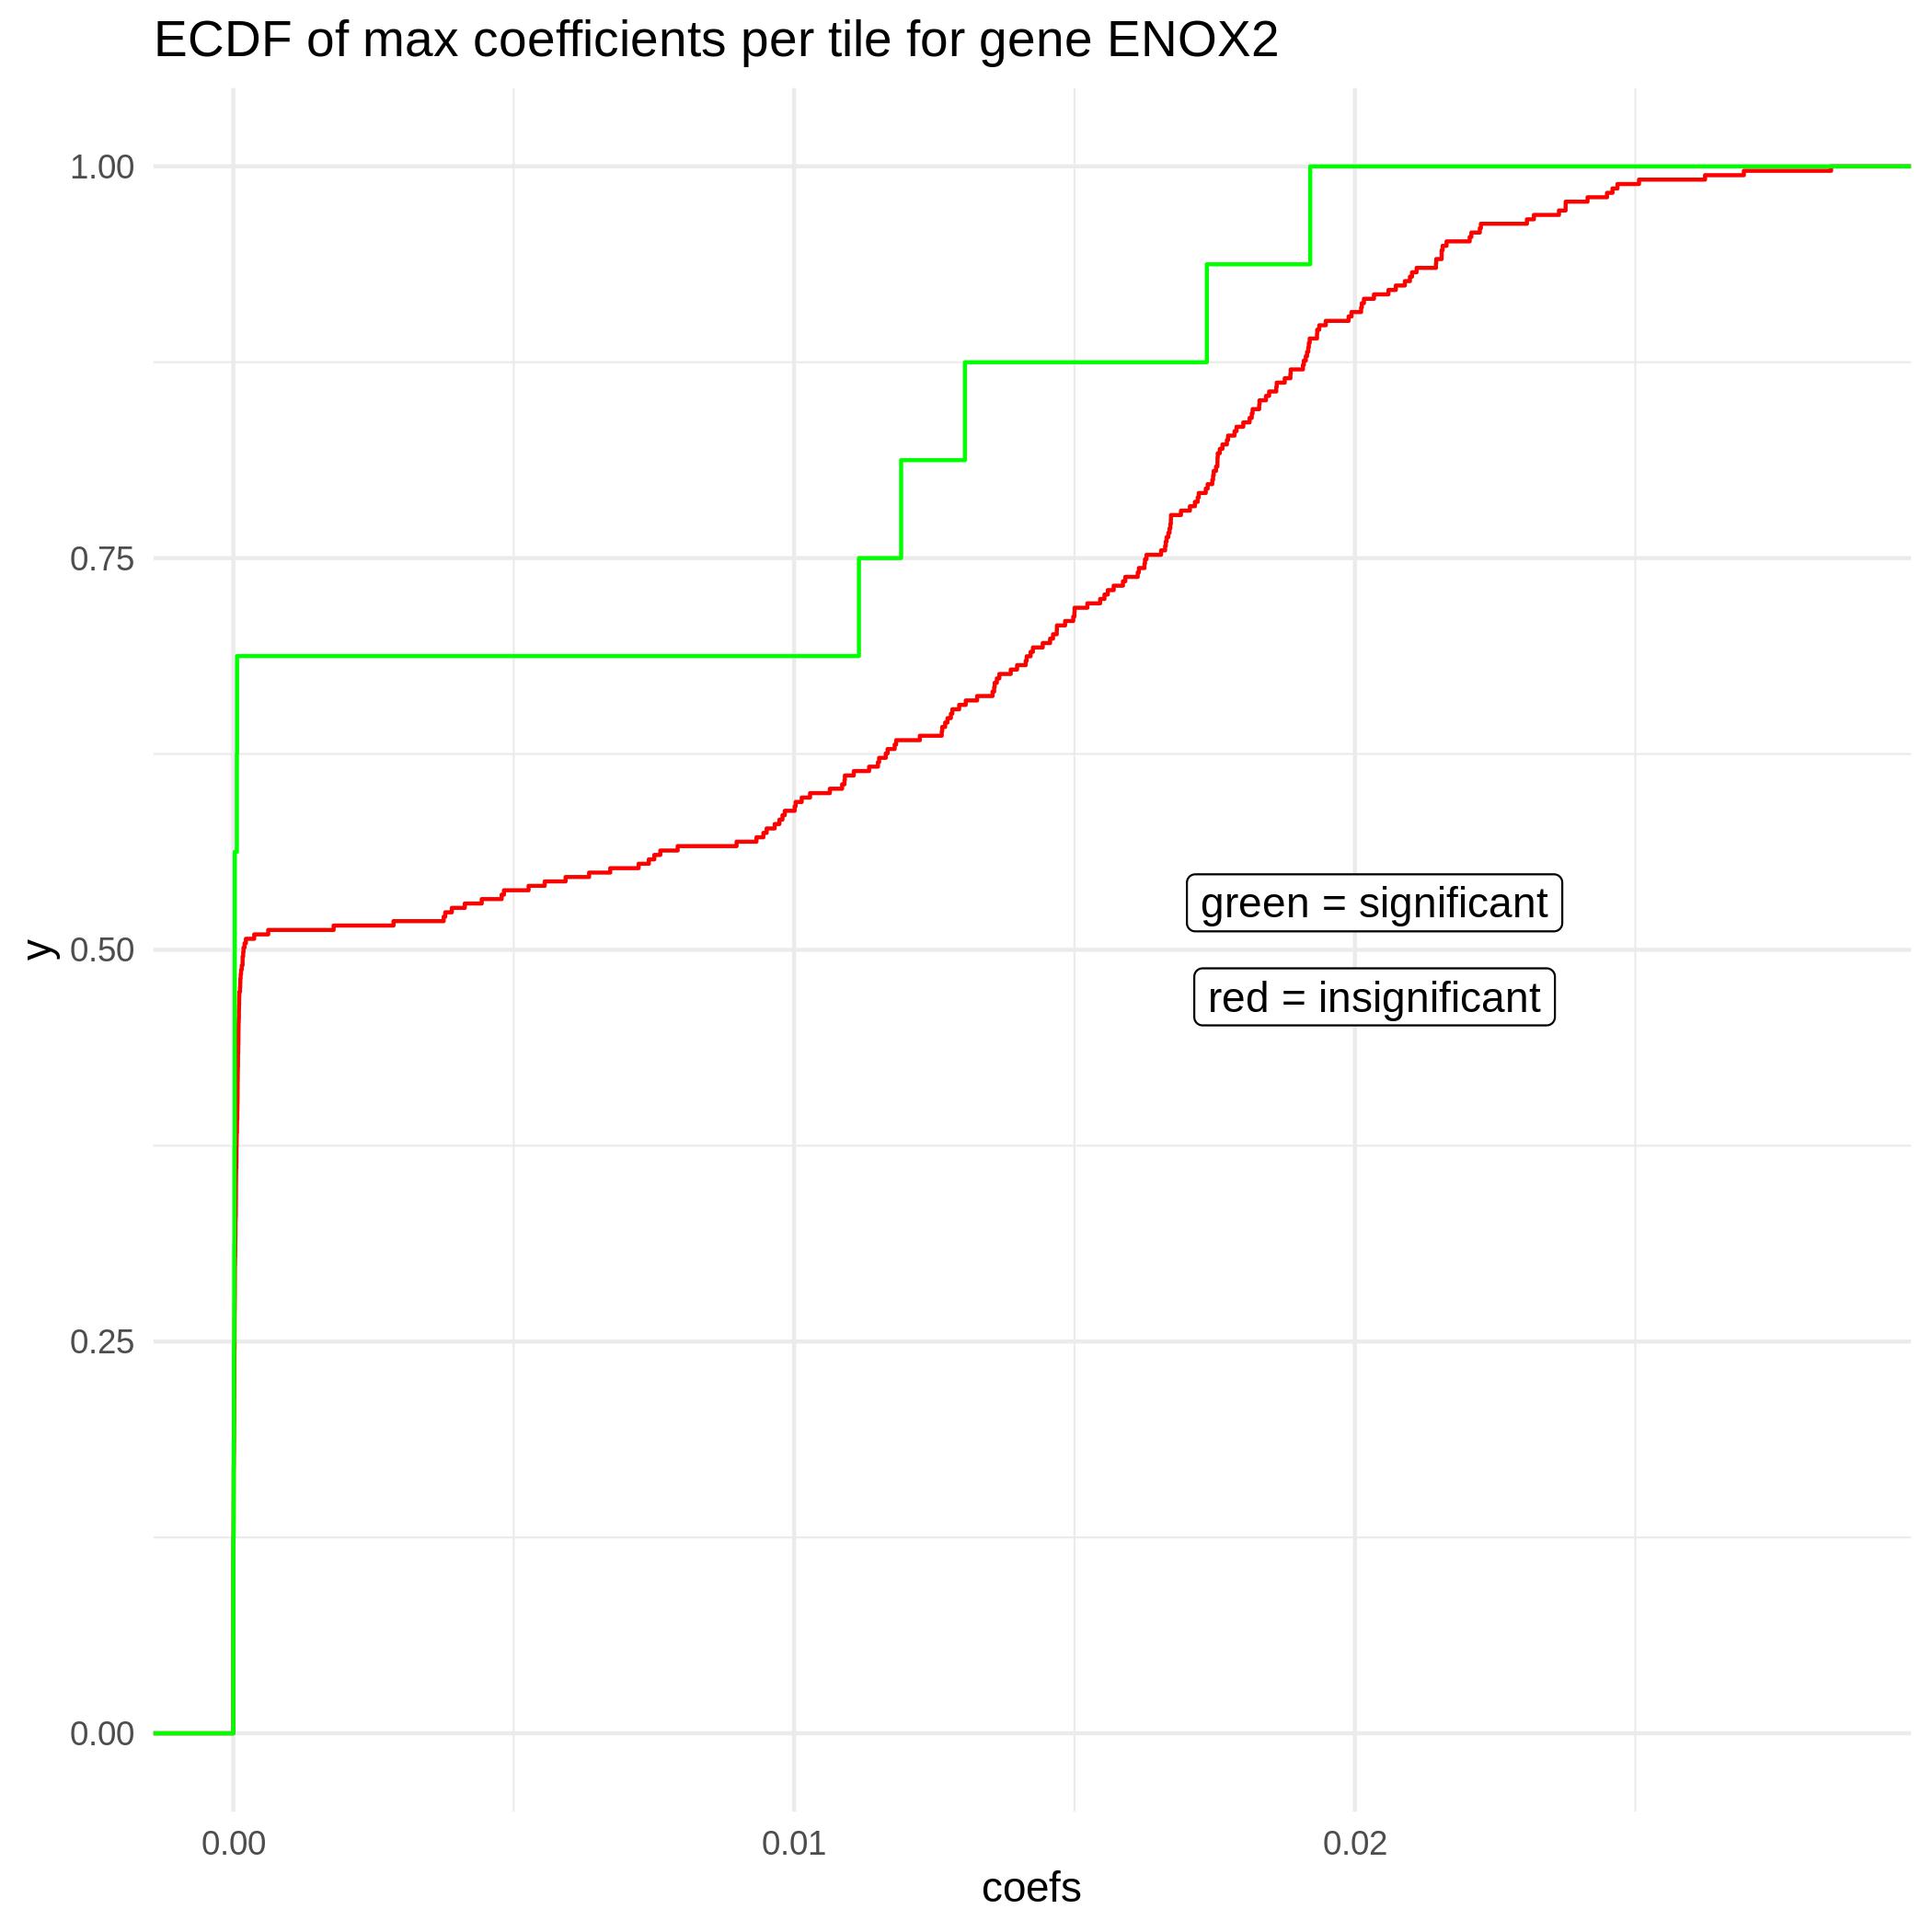 ECDF of max coefficients per tile for gene ENOX2
1.00
0.75
0.50
0.25
0.00
y
green = significant
red = insignificant
0.00
0.01
0.02
coefs